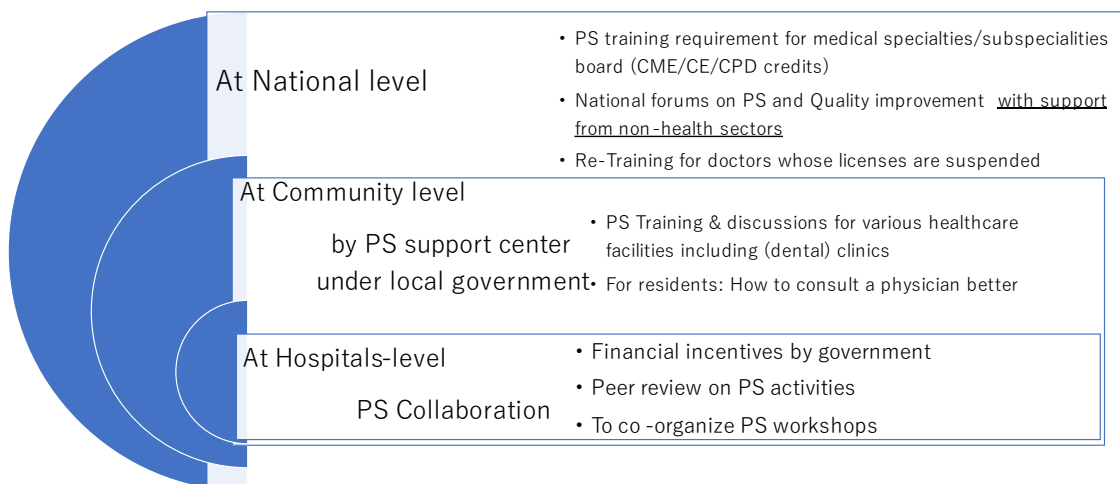 At National level
• PS training requirement for medical specialties/subspecialities
board (CME/CE/CPD credits)
• National forums on PS and Quality improvement with support
from non-health sectors
• Re-Training for doctors whose licenses are suspended
At Community level
by PS support center
under local government
• PS Training & discussions for various healthcare
facilities including (dental) clinics
• For residents: How to consult a physician better
At Hospitals-level
PS Collaboration
• Financial incentives by government
• Peer review on PS activities
• To co-organize PS workshops